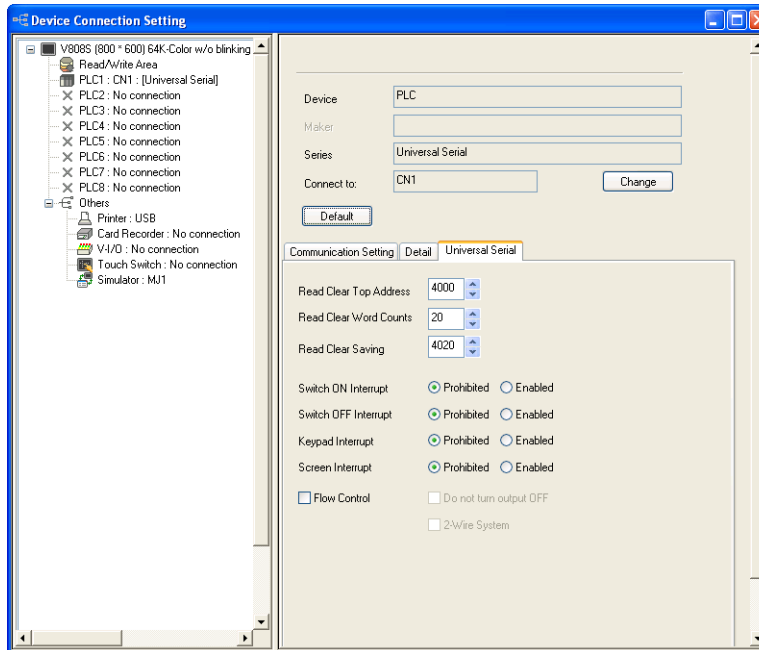 Device Connection Setting
V808S (800 * 600) 64K-Color w/o blinking
Read/Write Area
PLC1 : CN1 : [Universal Serial]
PLC2 : No connection
PLC3 : No connection
PLC4 : No connection
PLC5 : No connection
PLC6 : No connection
PLC7 : No connection
PLC8 : No connection
Others
Printer : USB
Card Recorder : No connection
V-I/O : No connection
Touch Switch : No connection
Simulator : MJ1
Device PLC
Maker
Series Universal Serial
Connect to: CN1 Change
Default
Communication Setting Detail Universal Serial
Read Clear Top Address 4000
Read Clear Word Counts 20
Read Clear Saving 4020
Switch ON Interrupt Prohibited Enabled
Switch OFF Interrupt Prohibited Enabled
Keypad Interrupt Prohibited Enabled
Screen Interrupt Prohibited Enabled
Flow Control Do not turn output OFF
2-Wire System